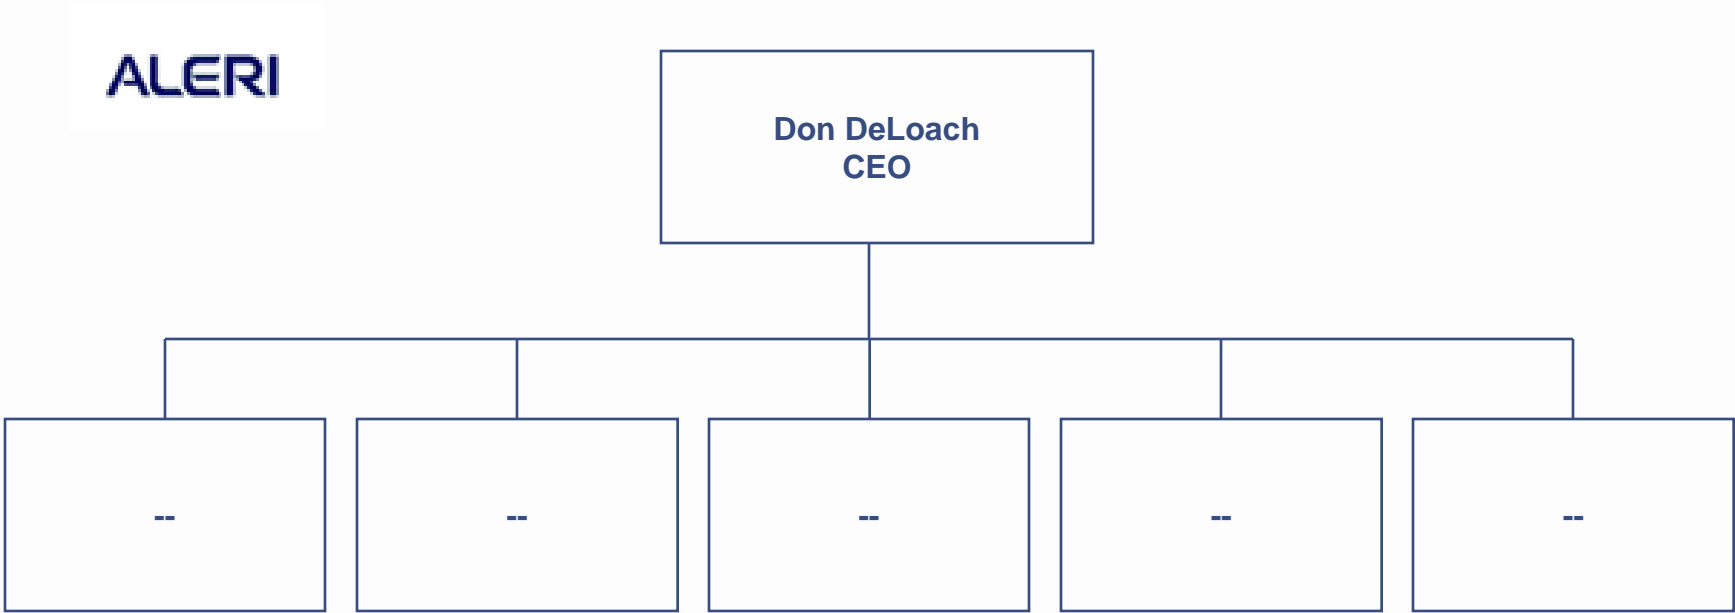 ALERI
Don DeLoach
CEO
--
--
--
--
--